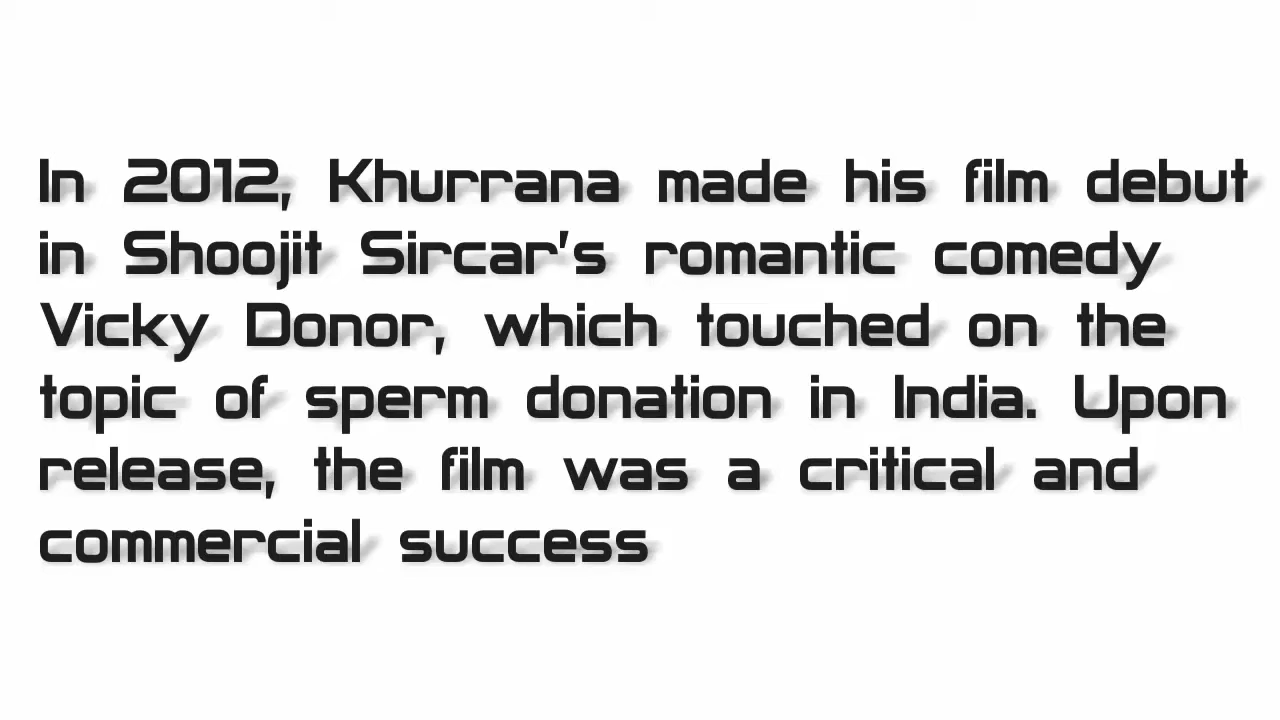 In 2012, Khurrana made his film debut
in Shoojit Sircar's romantic comedy
Vicky Donor, which touched on the
topic of sperm donation in India. Upon
release, the film was a critical and
commercial success